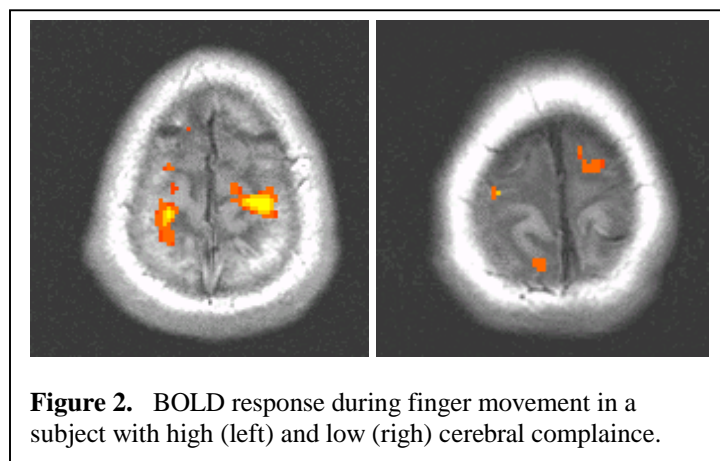 Figure 2. BOLD response during finger movement in a
subject with high (left) and low (righ) cerebral complaince.